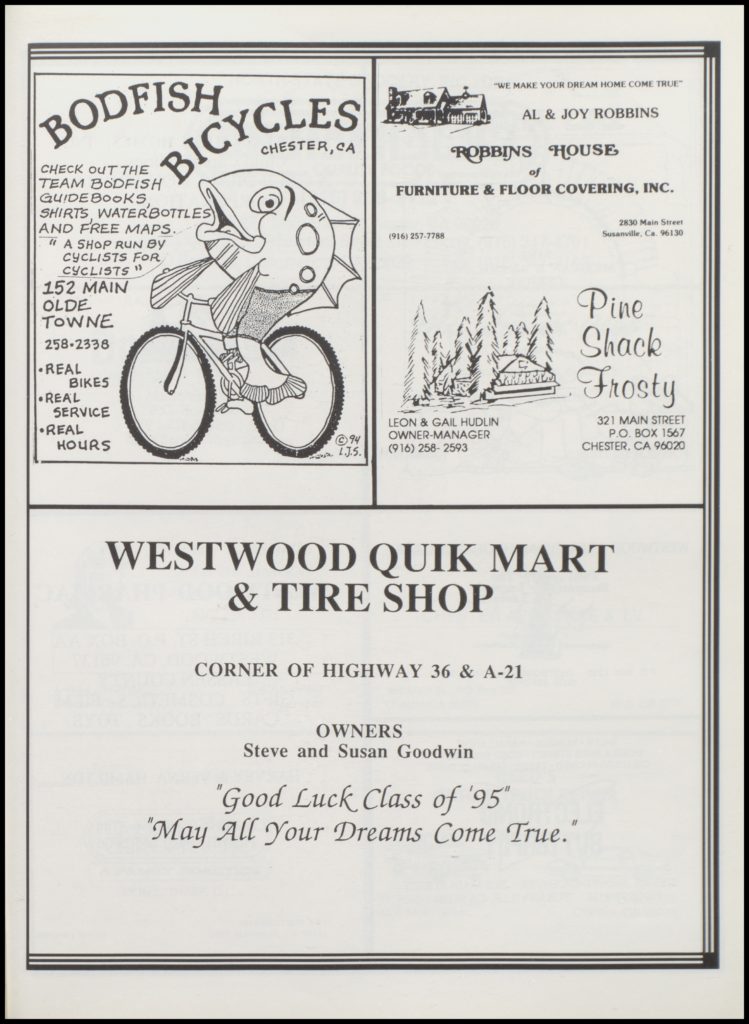 BODFISH
BICYCLES
CHESTER, CA
CHECK OUT THE
TEAM BODFISH
GUIDEBOOKS,
SHIRTS, WATER BOTTLES
AND FREE MAPS.
"A SHOP RUN BY
CYCLISTS FOR
CYCLISTS"
152 MAIN
OLDE
TOWNE
258-2338
•REAL
BIKES
•REAL
SERVICE
•REAL
HOURS
©94
L.J.S.
"WE MAKE YOUR DREAM HOME COME TRUE"
AL & JOY ROBBINS
ROBBINS HOUSE
of
FURNITURE & FLOOR COVERING, INC.
2830 Main Street
(916) 257-7788 Susanville, Ca. 96130
Pine
Shack
Frosty
LEON & GAIL HUDLIN
OWNER-MANAGER
(916) 258- 2593
321 MAIN STREET
P.O. BOX 1567
CHESTER, CA 96020
WESTWOOD QUIK MART
& TIRE SHOP
CORNER OF HIGHWAY 36 & A-21
OWNERS
Steve and Susan Goodwin
"Good Luck Class of '95"
"May All Your Dreams Come True."